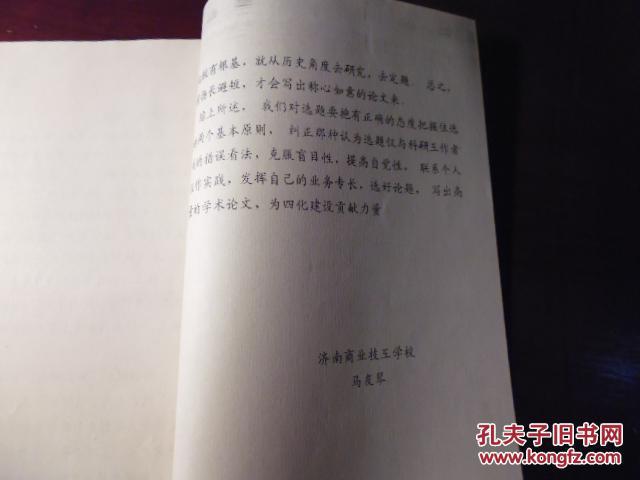 有根基，就从历史角度去研究，去定题．总之，
扬长避短，才会写出称心如意的论文来．
综上所述，我们对选题要抱有正确的态度把握住选
两个基本原则，纠正那种认为选题仅与科研工作者
的错误看法，克服盲目性，提高自觉性，联系个人
作实践，发挥自己的业务专长，选好论题，写出高
的学术论文，为四化建设贡献力量
济南商业技工学校
马友琴
孔夫子旧书网
www.kongfz.com